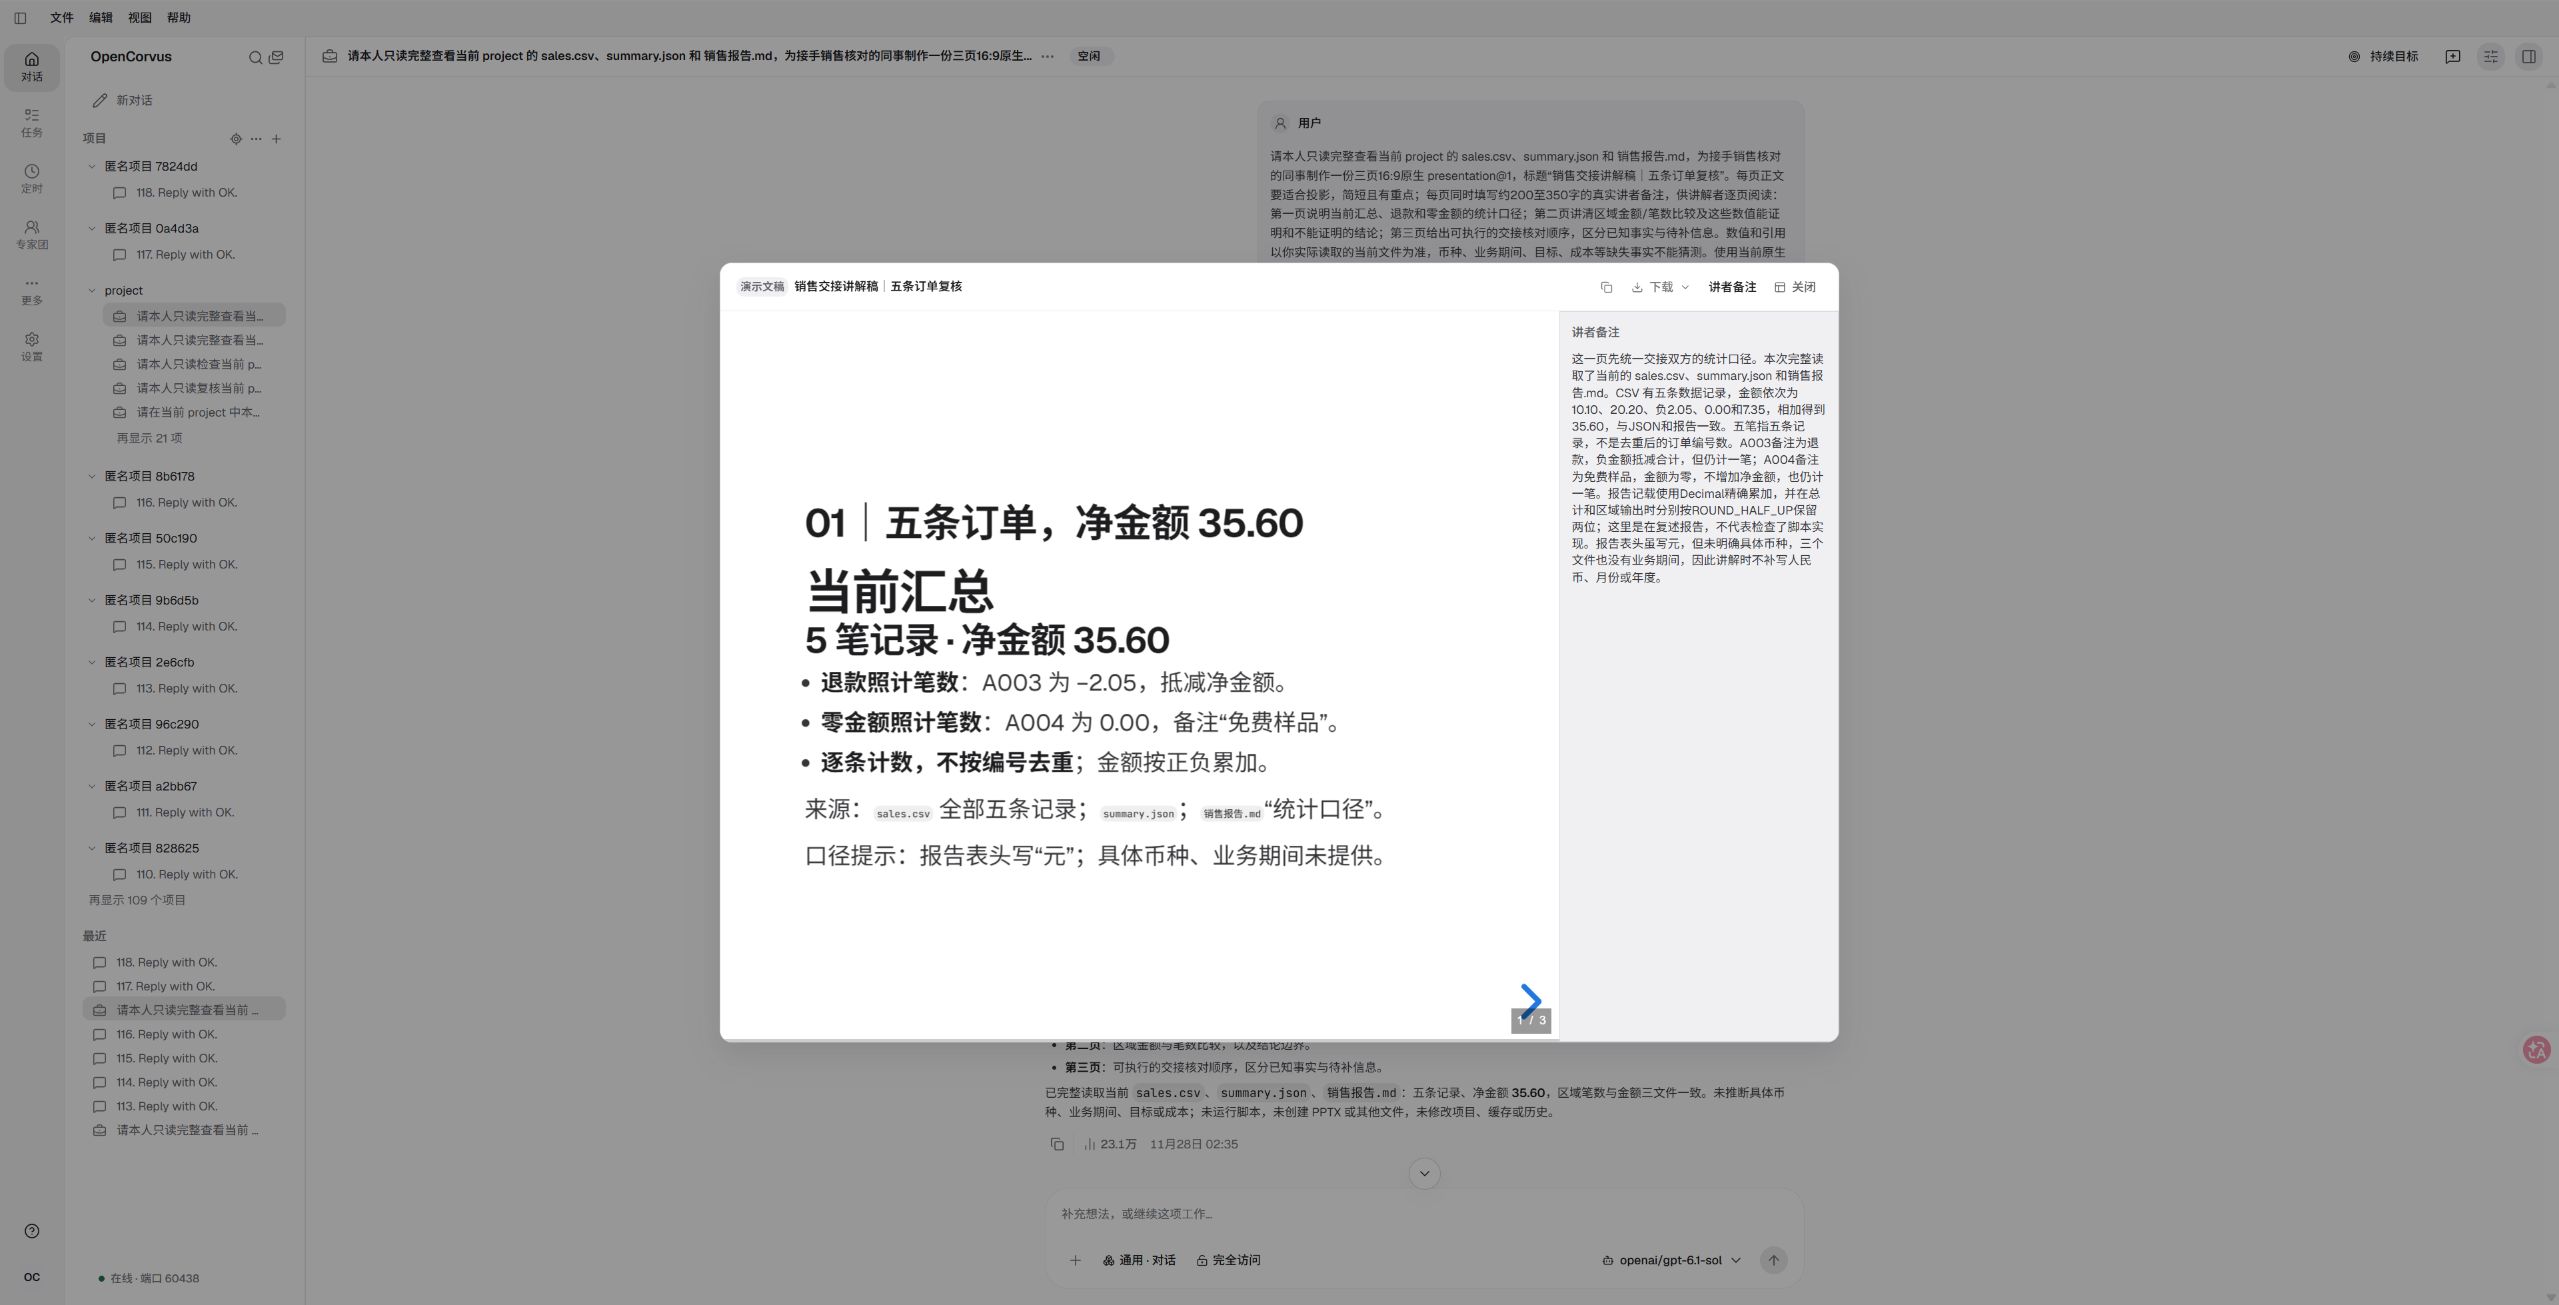 文件 编辑 视图 帮助
对话
任务
定时
专家团
更多
设置
OC
OpenCorvus
新对话
项目
匿名项目 7824dd
118. Reply with OK.
匿名项目 0a4d3a
117. Reply with OK.
project
请本人只读完整查看当...
请本人只读完整查看当...
请本人只读检查当前 p...
请本人只读复核当前 p...
请在当前 project 中本...
再显示 21 项
匿名项目 8b6178
116. Reply with OK.
匿名项目 50c190
115. Reply with OK.
匿名项目 9b6d5b
114. Reply with OK.
匿名项目 2e6cfb
113. Reply with OK.
匿名项目 96c290
112. Reply with OK.
匿名项目 a2bb67
111. Reply with OK.
匿名项目 828625
110. Reply with OK.
再显示 109 个项目
最近
118. Reply with OK.
117. Reply with OK.
请本人只读完整查看当前 ...
116. Reply with OK.
115. Reply with OK.
114. Reply with OK.
113. Reply with OK.
请本人只读完整查看当前 ...
在线 · 端口 60438
请本人只读完整查看当前 project 的 sales.csv、summary.json 和 销售报告.md，为接手销售核对的同事制作一份三页16:9原生... ··· 空闲
持续目标
用户
请本人只读完整查看当前 project 的 sales.csv、summary.json 和 销售报告.md，为接手销售核对
的同事制作一份三页16:9原生 presentation@1，标题“销售交接讲解稿｜五条订单复核”。每页正文
要适合投影，简短且有重点；每页同时填写约200至350字的真实讲者备注，供讲解者逐页阅读：
第一页说明当前汇总、退款和零金额的统计口径；第二页讲清区域金额/笔数比较及这些数值能证
明和不能证明的结论；第三页给出可执行的交接核对顺序，区分已知事实与待补信息。数值和引用
以你实际读取的当前文件为准，币种、业务期间、目标、成本等缺失事实不能猜测。使用当前原生
演示文稿 销售交接讲解稿｜五条订单复核
下载 讲者备注 关闭
01｜五条订单，净金额 35.60
当前汇总
5 笔记录 · 净金额 35.60
• 退款照计笔数：A003 为 −2.05，抵减净金额。
• 零金额照计笔数：A004 为 0.00，备注“免费样品”。
• 逐条计数，不按编号去重；金额按正负累加。
来源： sales.csv 全部五条记录； summary.json ； 销售报告.md “统计口径”。
口径提示：报告表头写“元”；具体币种、业务期间未提供。
1 / 3
讲者备注
这一页先统一交接双方的统计口径。本次完整读
取了当前的 sales.csv、summary.json 和销售报
告.md。CSV 有五条数据记录，金额依次为
10.10、20.20、负2.05、0.00和7.35，相加得到
35.60，与JSON和报告一致。五笔指五条记
录，不是去重后的订单编号数。A003备注为退
款，负金额抵减合计，但仍计一笔；A004备注
为免费样品，金额为零，不增加净金额，也仍计
一笔。报告记载使用Decimal精确累加，并在总
计和区域输出时分别按ROUND_HALF_UP保留
两位；这里是在复述报告，不代表检查了脚本实
现。报告表头虽写元，但未明确具体币种，三个
文件也没有业务期间，因此讲解时不补写人民
币、月份或年度。
• 第二页：区域金额与笔数比较，以及结论边界。
• 第三页：可执行的交接核对顺序，区分已知事实与待补信息。
已完整读取当前 sales.csv 、 summary.json 、 销售报告.md ：五条记录、净金额 35.60，区域笔数与金额三文件一致。未推断具体币
种、业务期间、目标或成本；未运行脚本，未创建 PPTX 或其他文件，未修改项目、缓存或历史。
23.1万 11月28日 02:35
补充想法，或继续这项工作...
通用 · 对话 完全访问
openai/gpt-6.1-sol